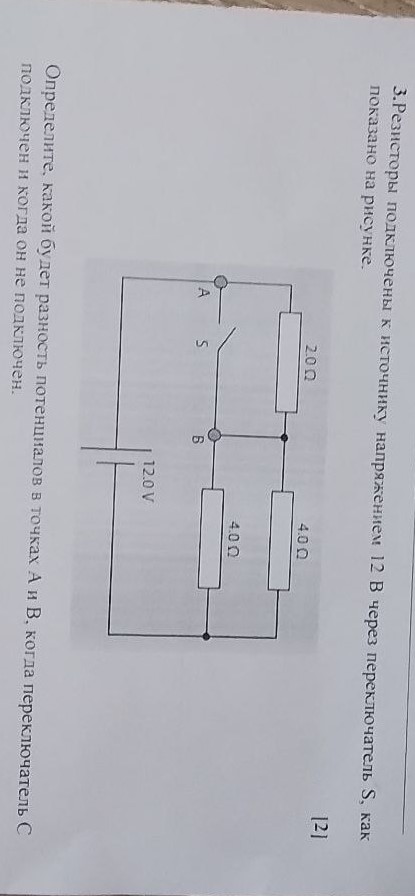 3.Резисторы подключены к источнику напряжением 12 В через переключатель S, как
показано на рисунке.
[2]
2.0 Ω
4.0 Ω
A
S
B
4.0 Ω
12.0 V
Определите, какой будет разность потенциалов в точках А и В, когда переключатель С
подключен и когда он не подключен.